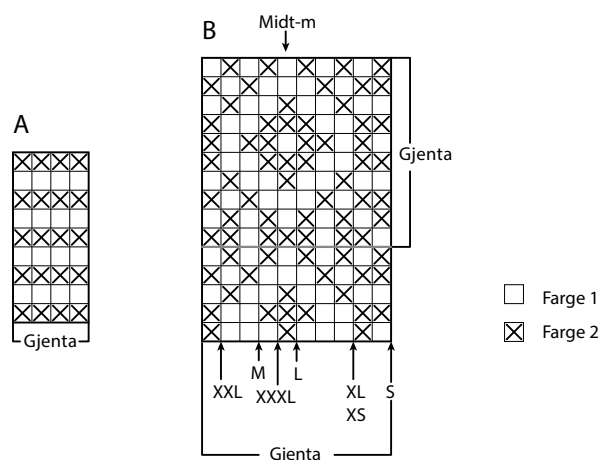 Midt-m
B
A
Gjenta
Farge 1
Farge 2
Gjenta
M
L
XXL
XXXL
XL
S
XS
Gjenta